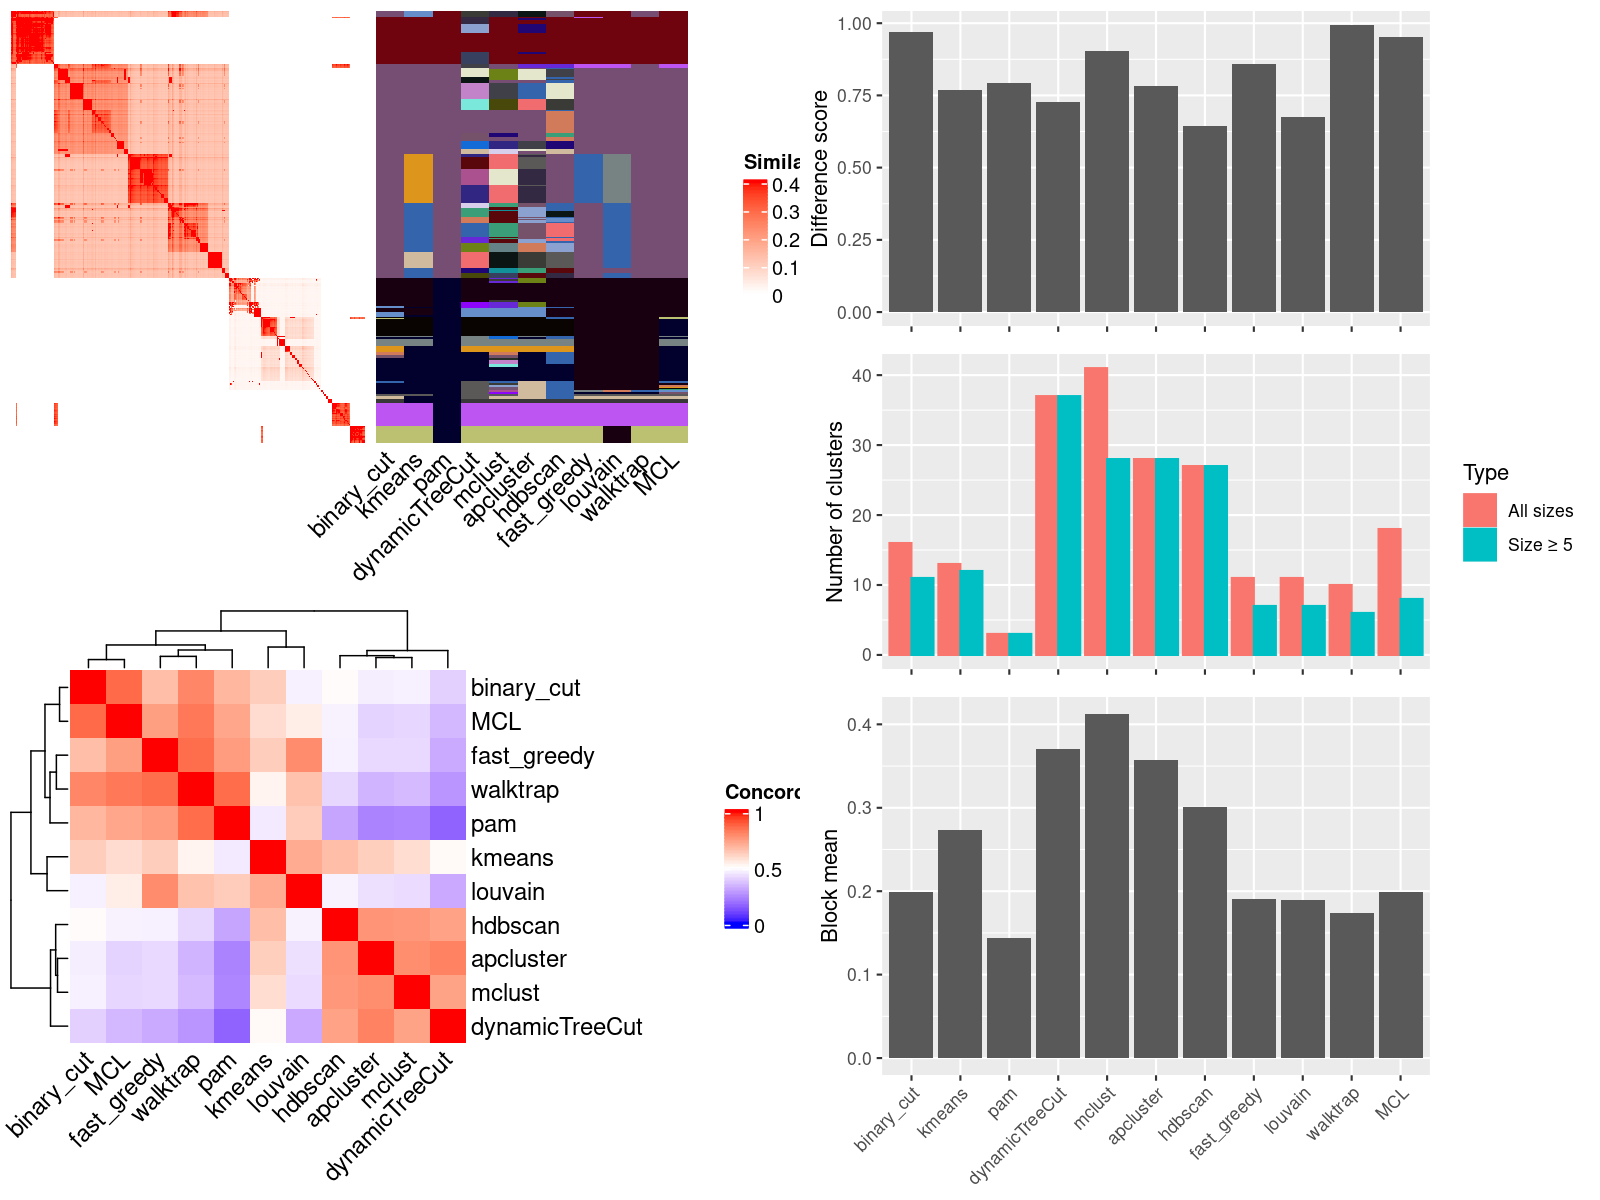 Simila
0.4
0.3
0.2
0.1
0
binary_cut
kmeans
pam
dynamicTreeCut
mclust
apcluster
hdbscan
fast_greedy
louvain
walktrap
MCL
binary_cut
MCL
fast_greedy
walktrap
pam
kmeans
louvain
hdbscan
apcluster
mclust
dynamicTreeCut
binary_cut
MCL
fast_greedy
walktrap
pam
kmeans
louvain
hdbscan
apcluster
mclust
dynamicTreeCut
Concord
1
0.5
0
Difference score
1.00
0.75
0.50
0.25
0.00
Number of clusters
40
30
20
10
0
Type
All sizes
Size ≥ 5
Block mean
0.4
0.3
0.2
0.1
0.0
binary_cut
kmeans
pam
dynamicTreeCut
mclust
apcluster
hdbscan
fast_greedy
louvain
walktrap
MCL